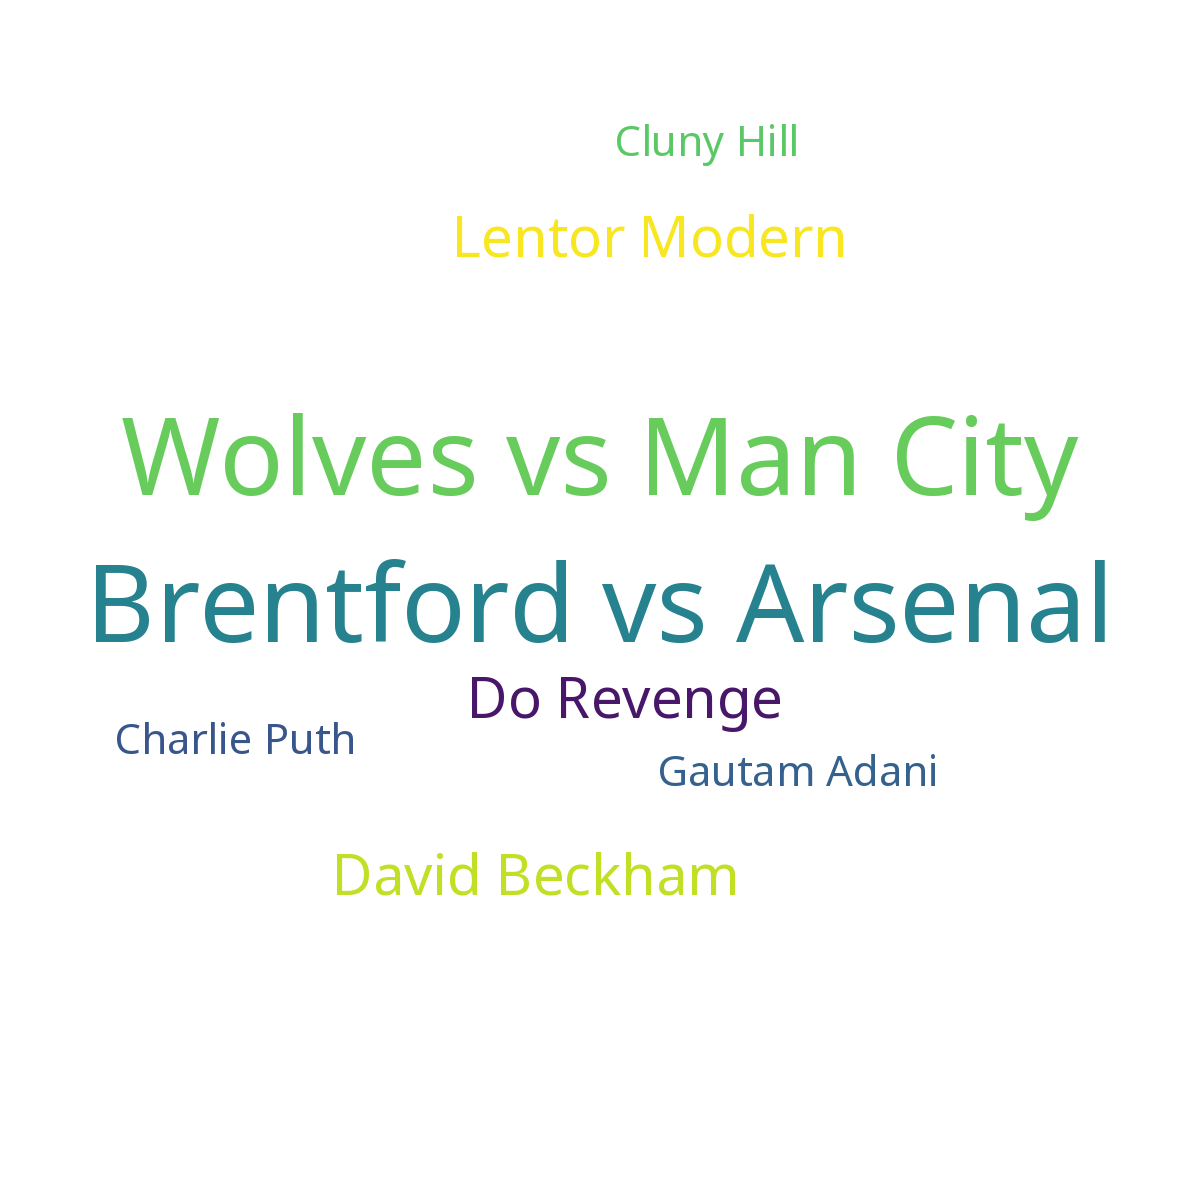 Cluny Hill
Lentor Modern
Wolves vs Man City
Brentford vs Arsenal
Do Revenge
Charlie Puth
Gautam Adani
David Beckham